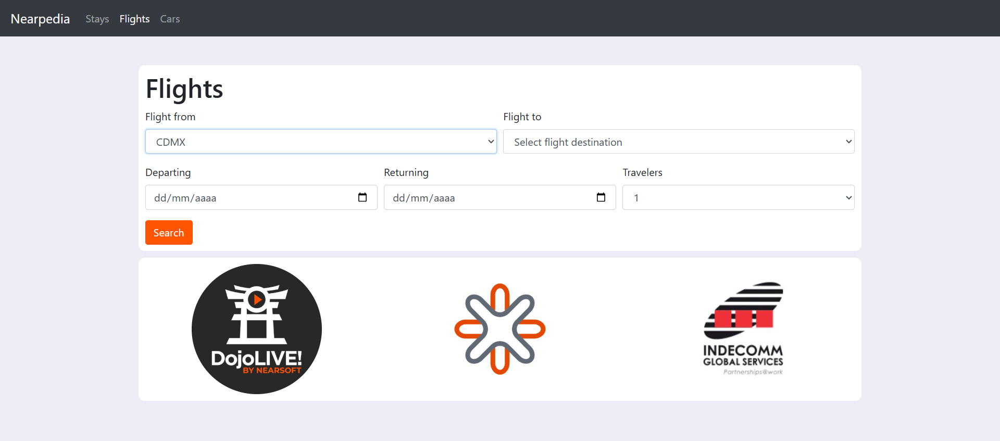 Nearpedia Stays Flights Cars
Flights
Flight from Flight to
CDMX Select flight destination
Departing Returning Travelers
dd/mm/aaaa dd/mm/aaaa 1
Search
DojoLIVE!
BY NEARSOFT
INDECOMM
GLOBAL SERVICES
Partnerships@work